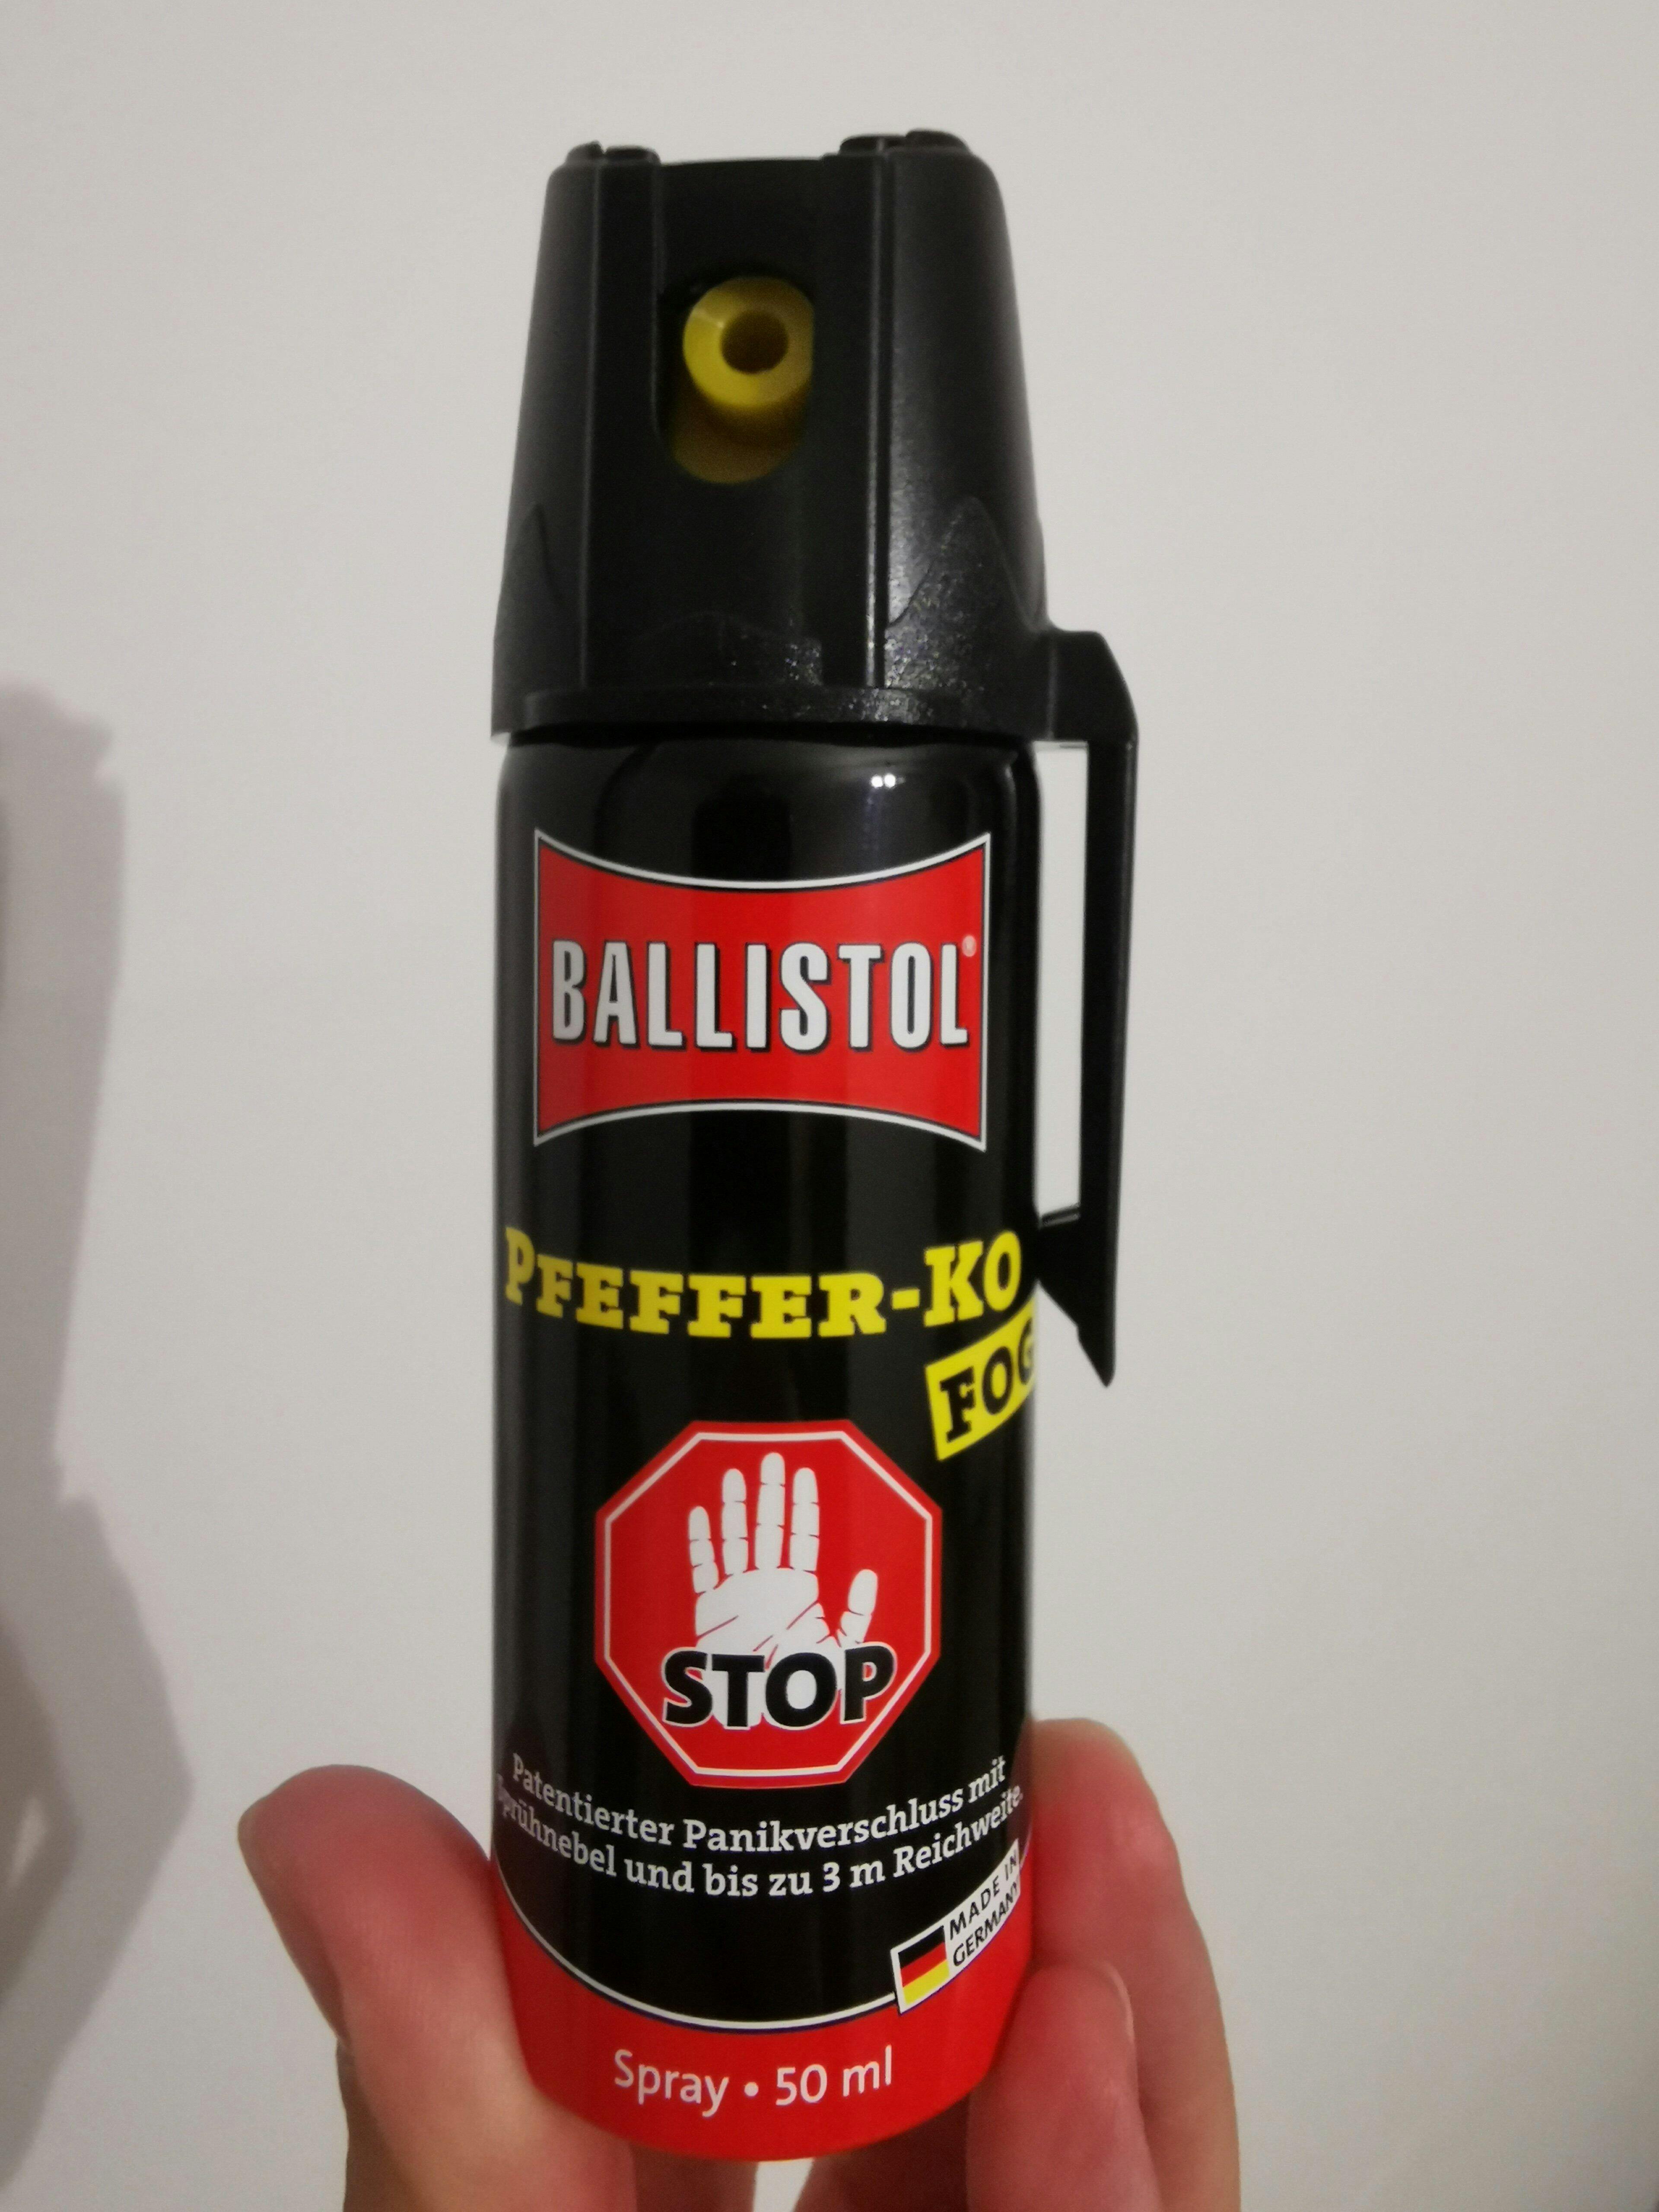 BALLISTOL®
PFEFFER-KO
FOG
STOP
Patentierter Panikverschluss mit
Sprühnebel und bis zu 3 m Reichweite.
MADE IN
GERMANY
Spray • 50 ml